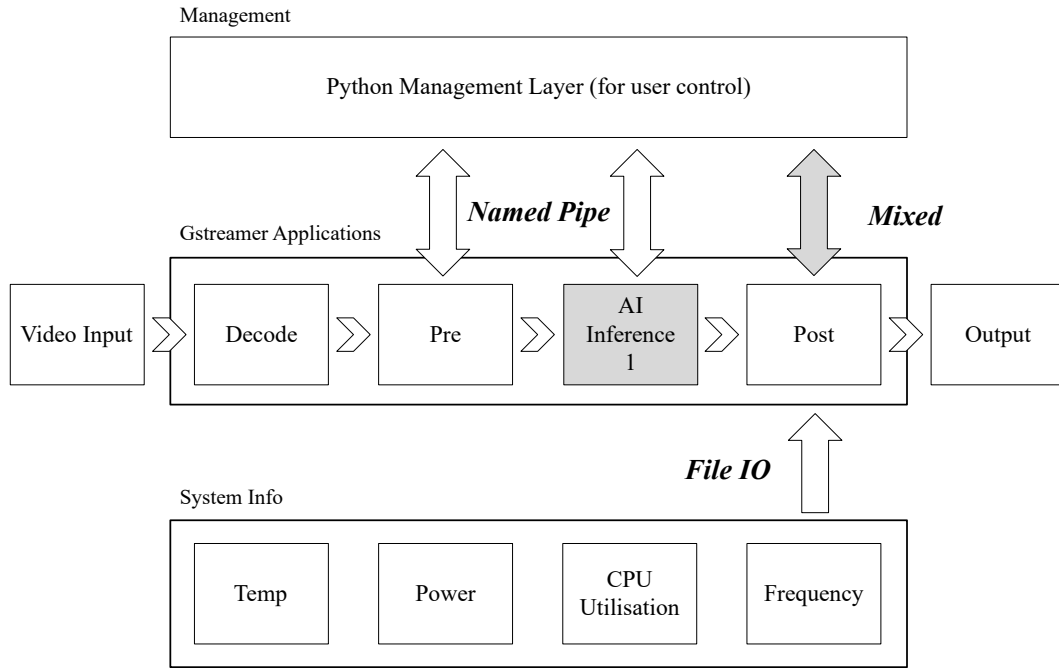 Management
Python Management Layer (for user control)
Named Pipe
Mixed
Gstreamer Applications
Video Input
Decode
Pre
AI
Inference
1
Post
Output
File IO
System Info
Temp
Power
CPU
Utilisation
Frequency